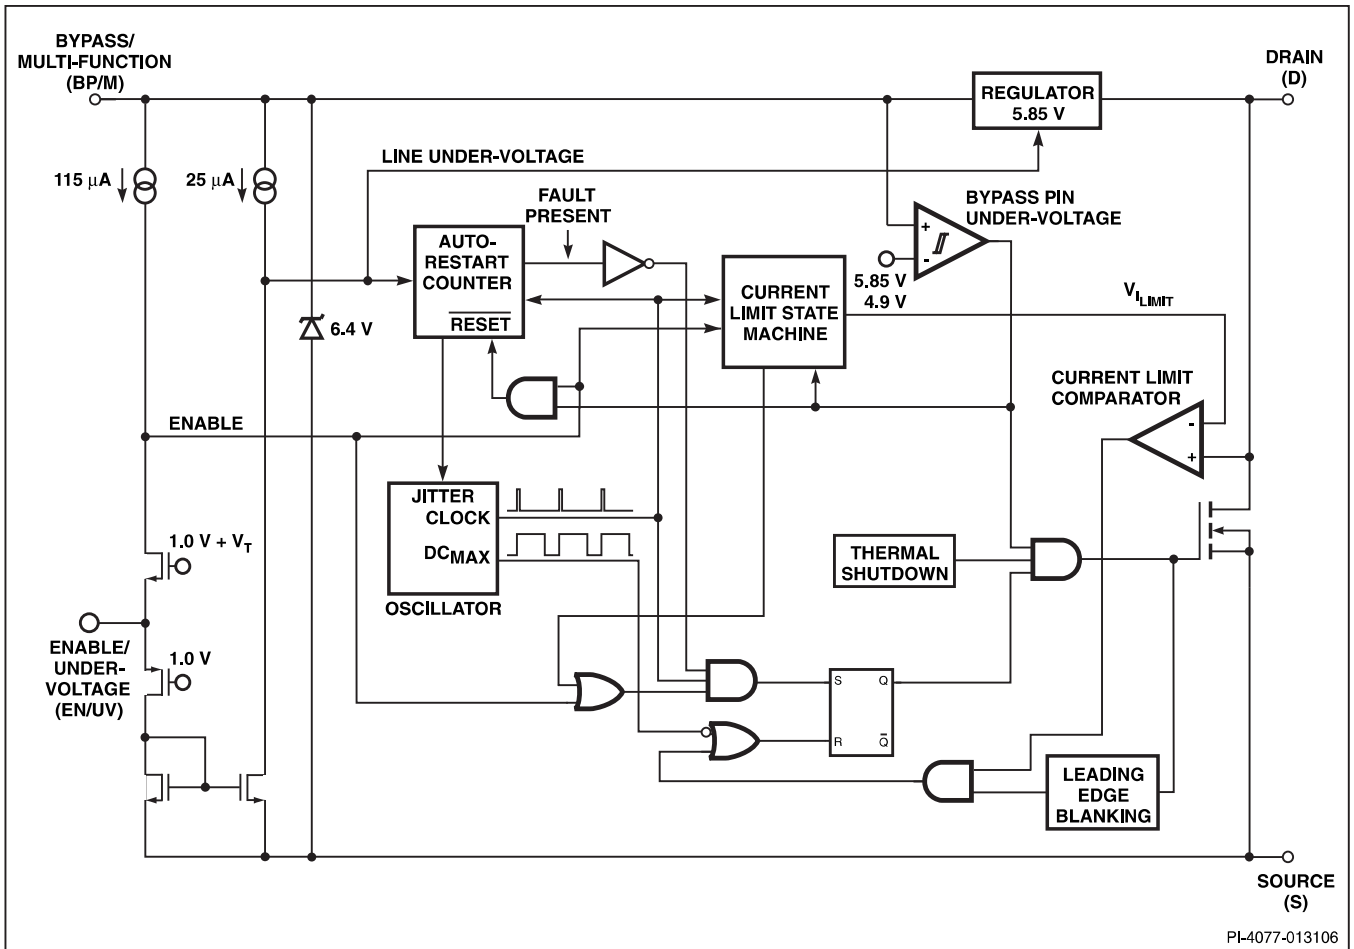 BYPASS/
MULTI-FUNCTION
(BP/M)
DRAIN
(D)
REGULATOR
5.85 V
LINE UNDER-VOLTAGE
115 μA
25 μA
FAULT
PRESENT
BYPASS PIN
UNDER-VOLTAGE
+
-
5.85 V
4.9 V
AUTO-
RESTART
COUNTER
RESET
CURRENT
LIMIT STATE
MACHINE
VILIMIT
6.4 V
CURRENT LIMIT
COMPARATOR
-
+
ENABLE
JITTER
CLOCK
DCMAX
OSCILLATOR
1.0 V + VT
THERMAL
SHUTDOWN
ENABLE/
UNDER-
VOLTAGE
(EN/UV)
1.0 V
S Q
R Q̅
LEADING
EDGE
BLANKING
SOURCE
(S)
PI-4077-013106